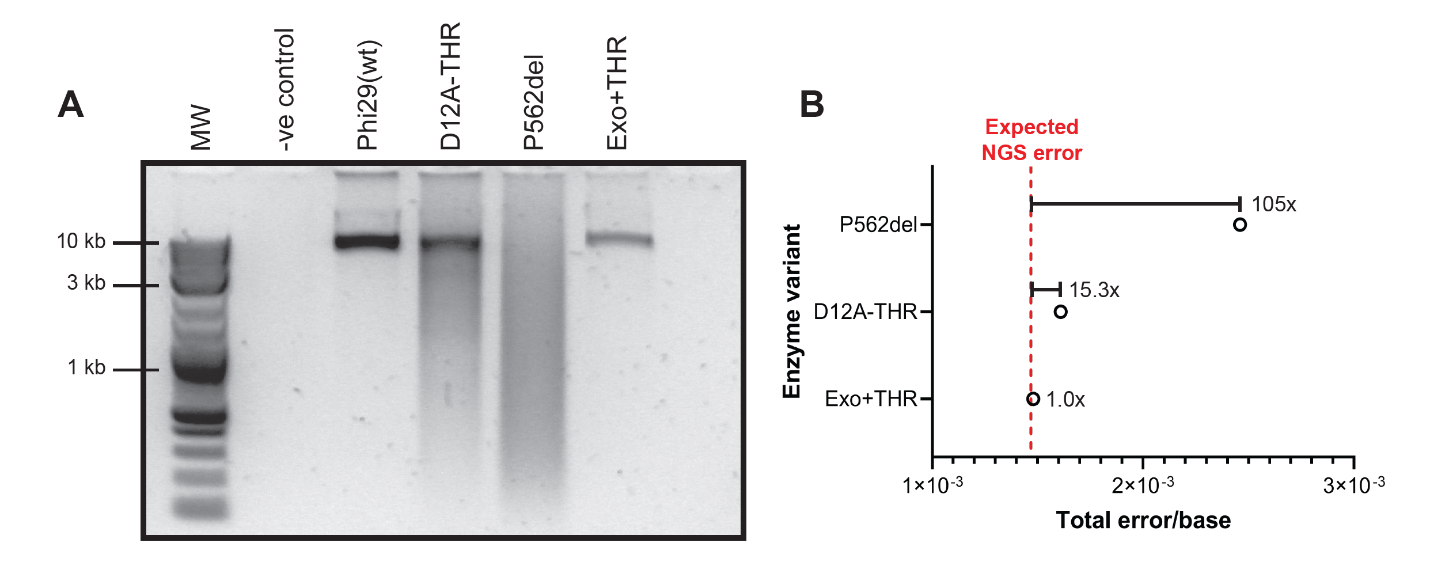 A
MW
-ve control
Phi29(wt)
D12A-THR
P562del
Exo+THR
10 kb
3 kb
1 kb
B
Expected
NGS error
Enzyme variant
P562del
105x
D12A-THR
15.3x
Exo+THR
1.0x
1×10-3
2×10-3
3×10-3
Total error/base